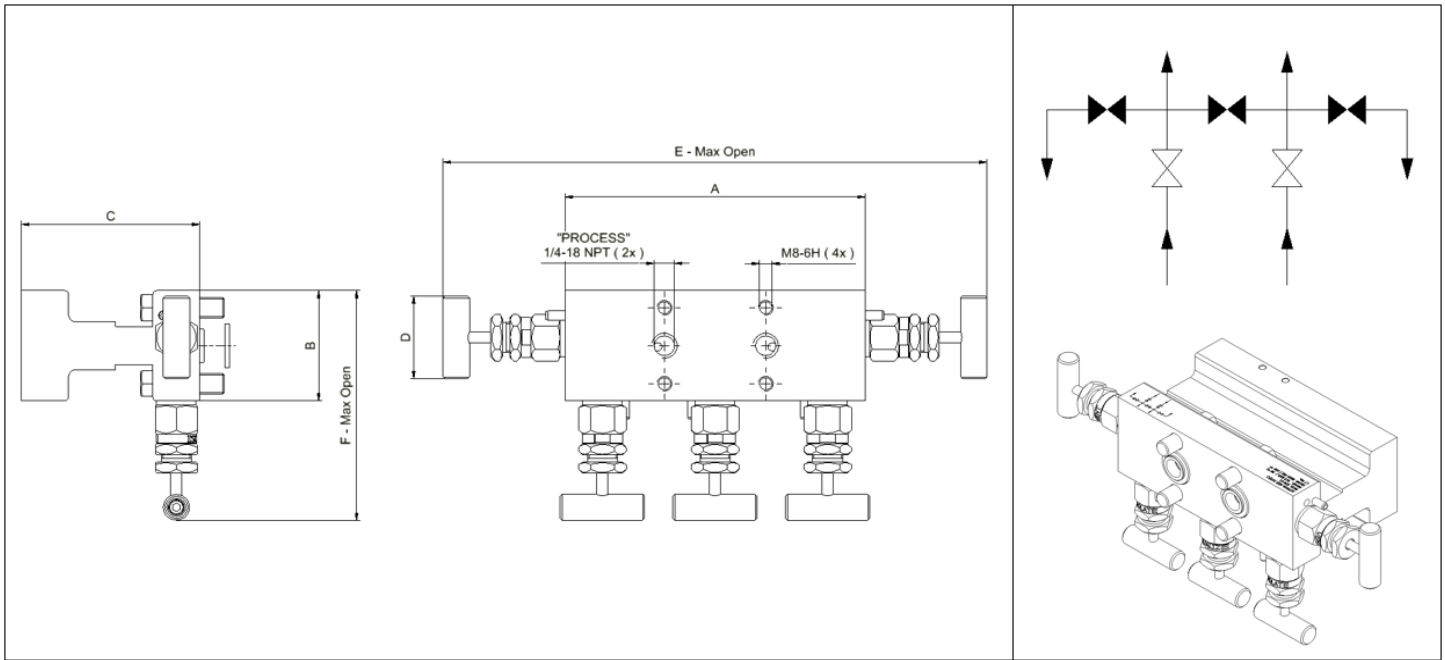 E - Max Open
A
C
"PROCESS"
1/4-18 NPT ( 2x )
M8-6H ( 4x )
D
B
F - Max Open